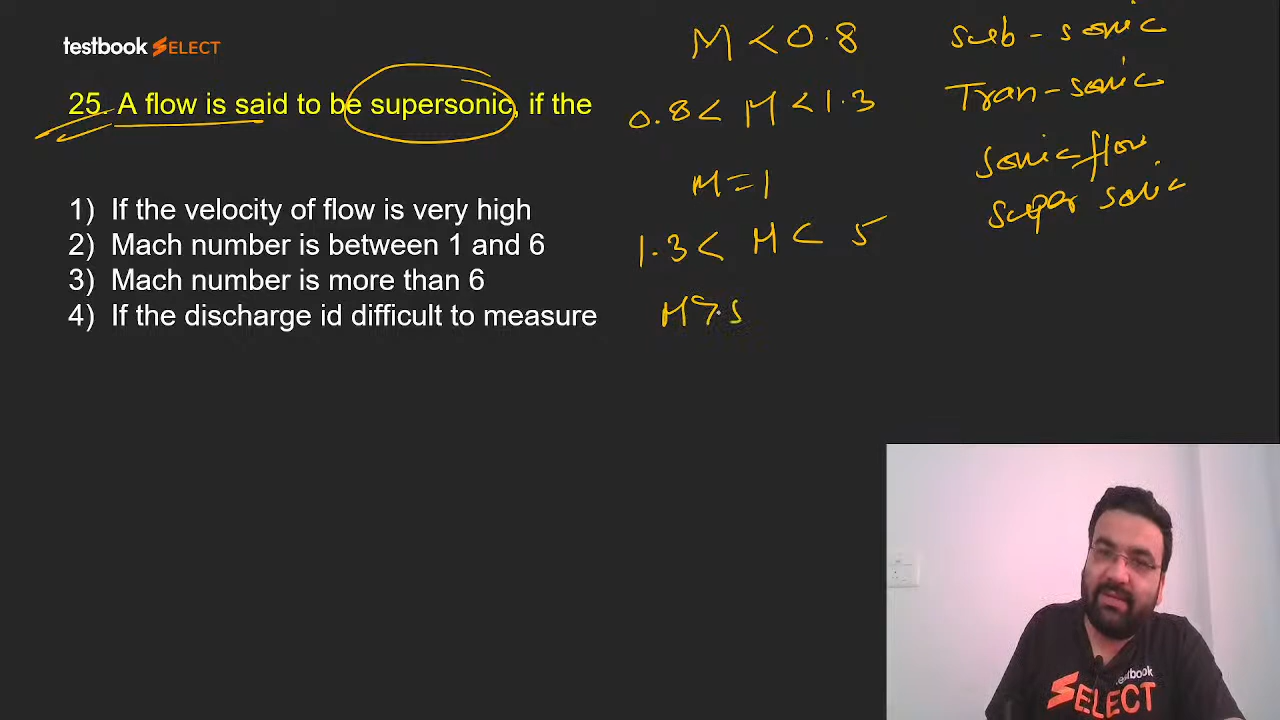 testbook SELECT
25. A flow is said to be supersonic, if the
1) If the velocity of flow is very high
2) Mach number is between 1 and 6
3) Mach number is more than 6
4) If the discharge id difficult to measure
M < 0.8 Sub-sonic
0.8 < M < 1.3 Tran-sonic
M = 1 Sonic flow
1.3 < M < 5 Super sonic
M > 5
testbook
SELECT